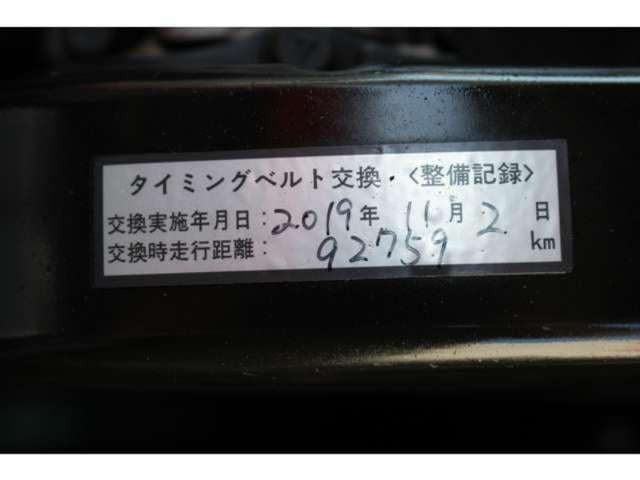 タイミングベルト交換・<整備記録>
交換実施年月日：2019年 11月 2日
交換時走行距離： 92759 km